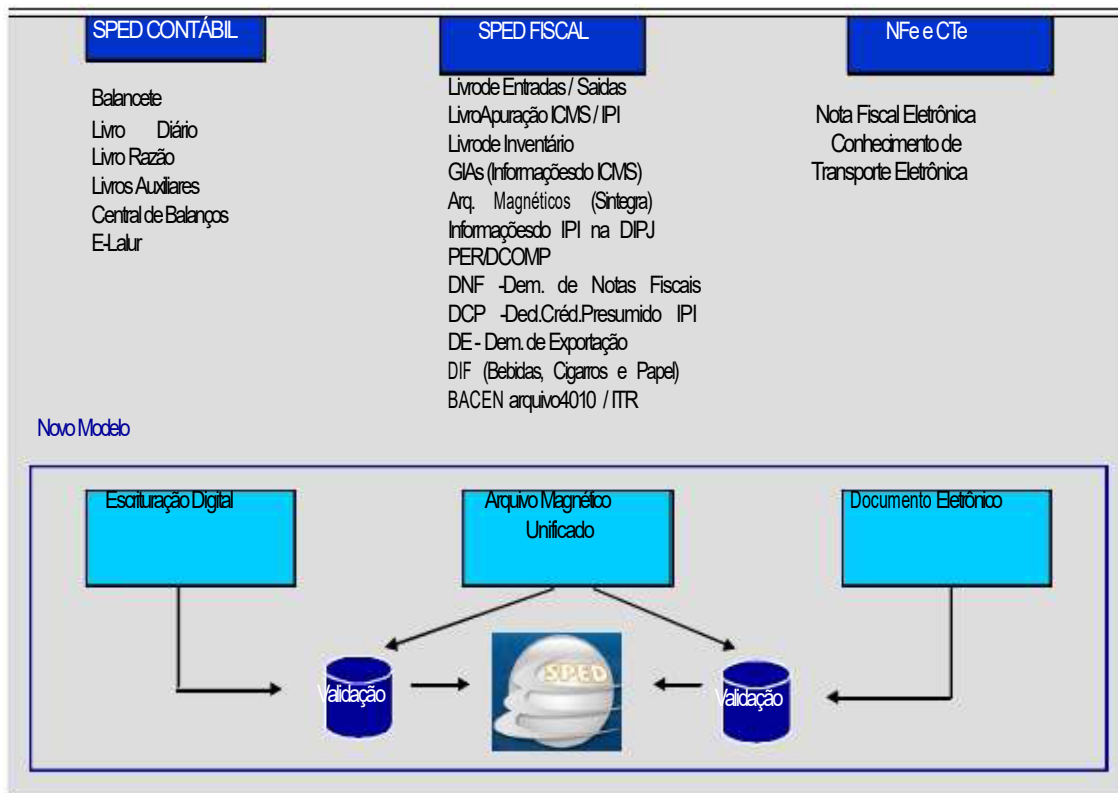 SPED CONTÁBIL
Balancete
Livro Diário
Livro Razão
Livros Auxiliares
Central de Balanços
E-Lalur
SPED FISCAL
Livro de Entradas / Saidas
Livro Apuração ICMS / IPI
Livro de Inventário
GIAs (Informações do ICMS)
Arq. Magnéticos (Sintegra)
Informações do IPI na DIPJ
PER/DCOMP
DNF -Dem. de Notas Fiscais
DCP -Decl.Créd.Presumido IPI
DE - Dem. de Exportação
DIF (Bebidas, Cigarros e Papel)
BACEN arquivo4010 / ITR
NFe e CTe
Nota Fiscal Eletrônica
Conhecimento de
Transporte Eletrônica
Novo Modelo
Escrituração Digital
Arquivo Magnético
Unificado
Documento Eletrônico
Validação
SPED
Validação